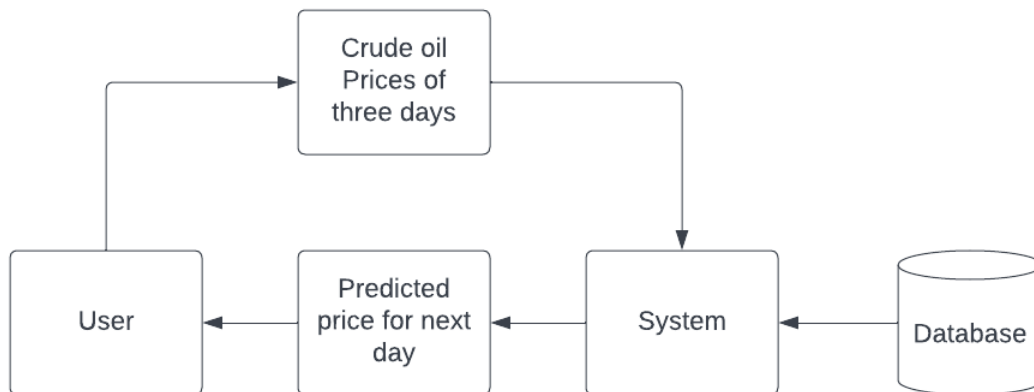 Crude oil
Prices of
three days
User
Predicted
price for next
day
System
Database